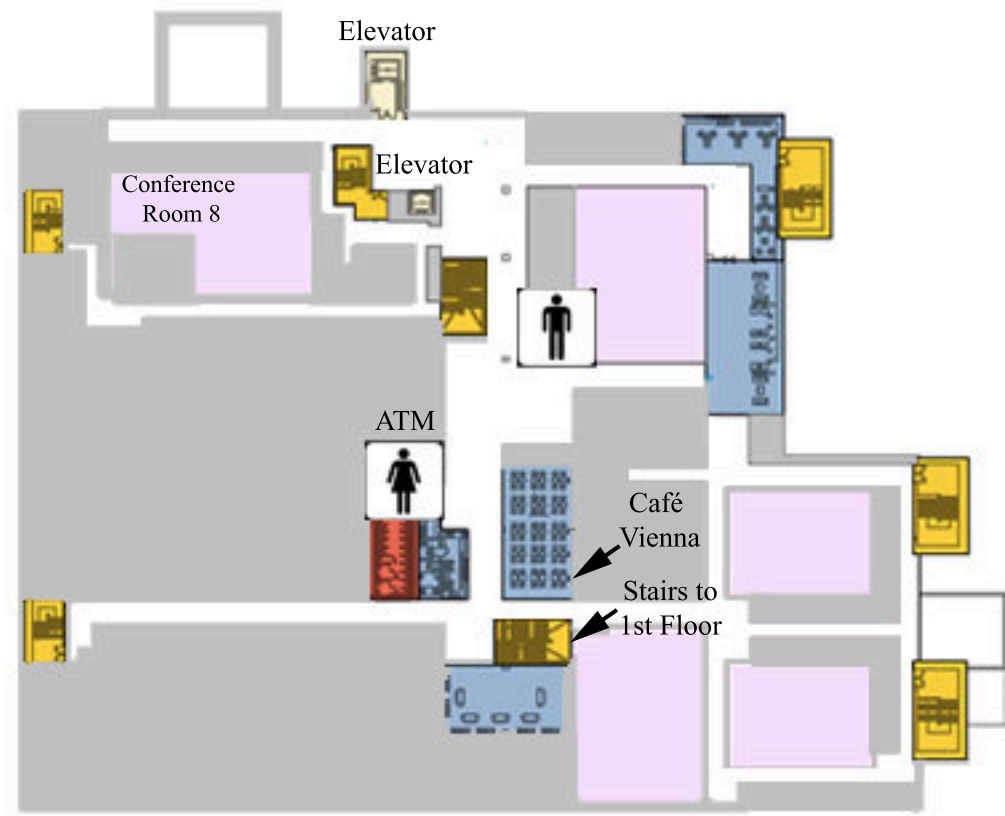 Elevator
Elevator
Conference
Room 8
ATM
Café
Vienna
Stairs to
1st Floor